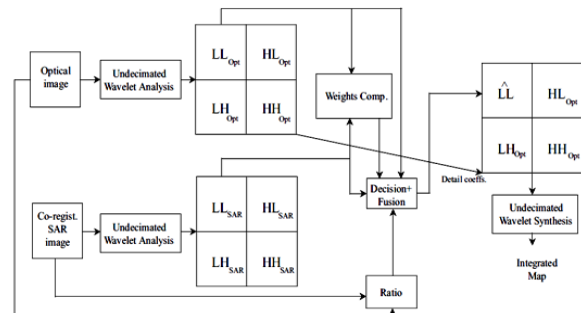 Optical
image
Undecimated
Wavelet Analysis
LL Opt
HL Opt
LH Opt
HH Opt
Weights Comp.
L̂L
HL Opt
LH Opt
HH Opt
Detail coeffs.
Decision+
Fusion
Co-regist.
SAR
image
Undecimated
Wavelet Analysis
LL SAR
HL SAR
LH SAR
HH SAR
Ratio
Undecimated
Wavelet Synthesis
Integrated
Map